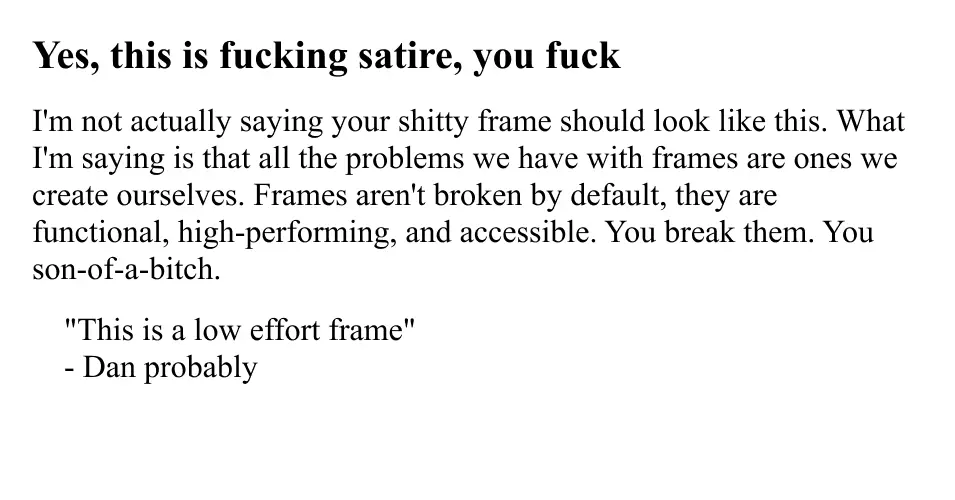 Yes, this is fucking satire, you fuck
I'm not actually saying your shitty frame should look like this. What
I'm saying is that all the problems we have with frames are ones we
create ourselves. Frames aren't broken by default, they are
functional, high-performing, and accessible. You break them. You
son-of-a-bitch.
"This is a low effort frame"
- Dan probably